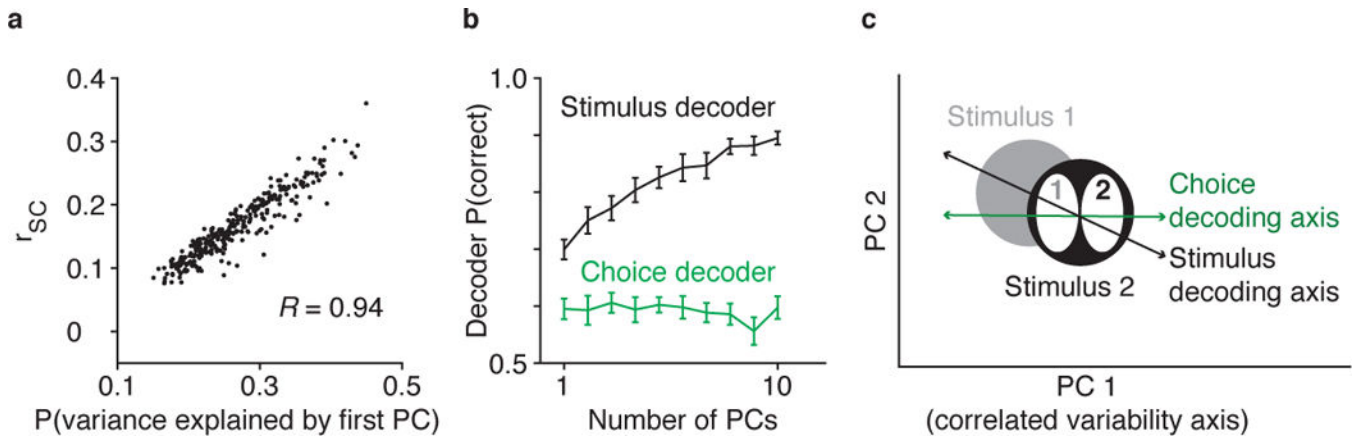 a
0.4
0.3
0.2
0.1
0
r_SC
R = 0.94
0.1
0.3
0.5
P(variance explained by first PC)
b
1.0
0.5
Decoder P(correct)
Stimulus decoder
Choice decoder
1
10
Number of PCs
c
PC 2
Stimulus 1
1
2
Choice
decoding axis
Stimulus 2
Stimulus
decoding axis
PC 1
(correlated variability axis)